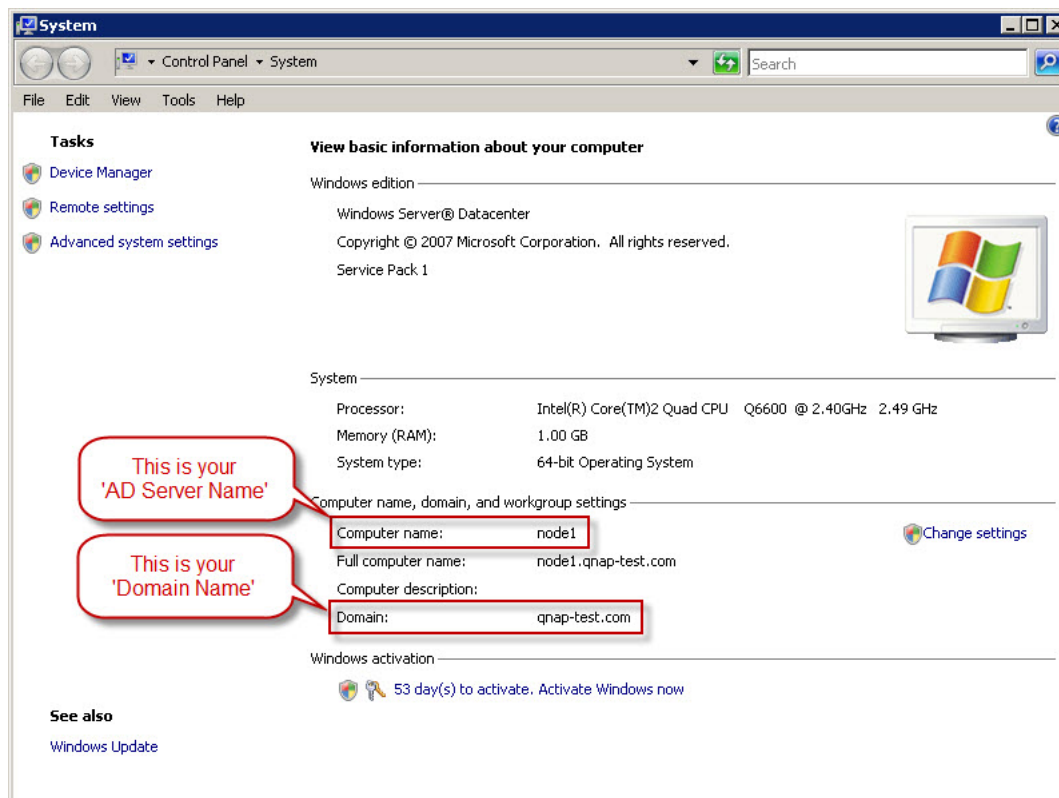 System
Control Panel System
Search
File Edit View Tools Help
Tasks
Device Manager
Remote settings
Advanced system settings
View basic information about your computer
Windows edition
Windows Server® Datacenter
Copyright © 2007 Microsoft Corporation. All rights reserved.
Service Pack 1
System
Processor: Intel(R) Core(TM)2 Quad CPU Q6600 @ 2.40GHz 2.49 GHz
Memory (RAM): 1.00 GB
System type: 64-bit Operating System
This is your
'AD Server Name'
Computer name, domain, and workgroup settings
Computer name: node1
Change settings
Full computer name: node1.qnap-test.com
This is your
'Domain Name'
Computer description:
Domain: qnap-test.com
Windows activation
53 day(s) to activate. Activate Windows now
See also
Windows Update